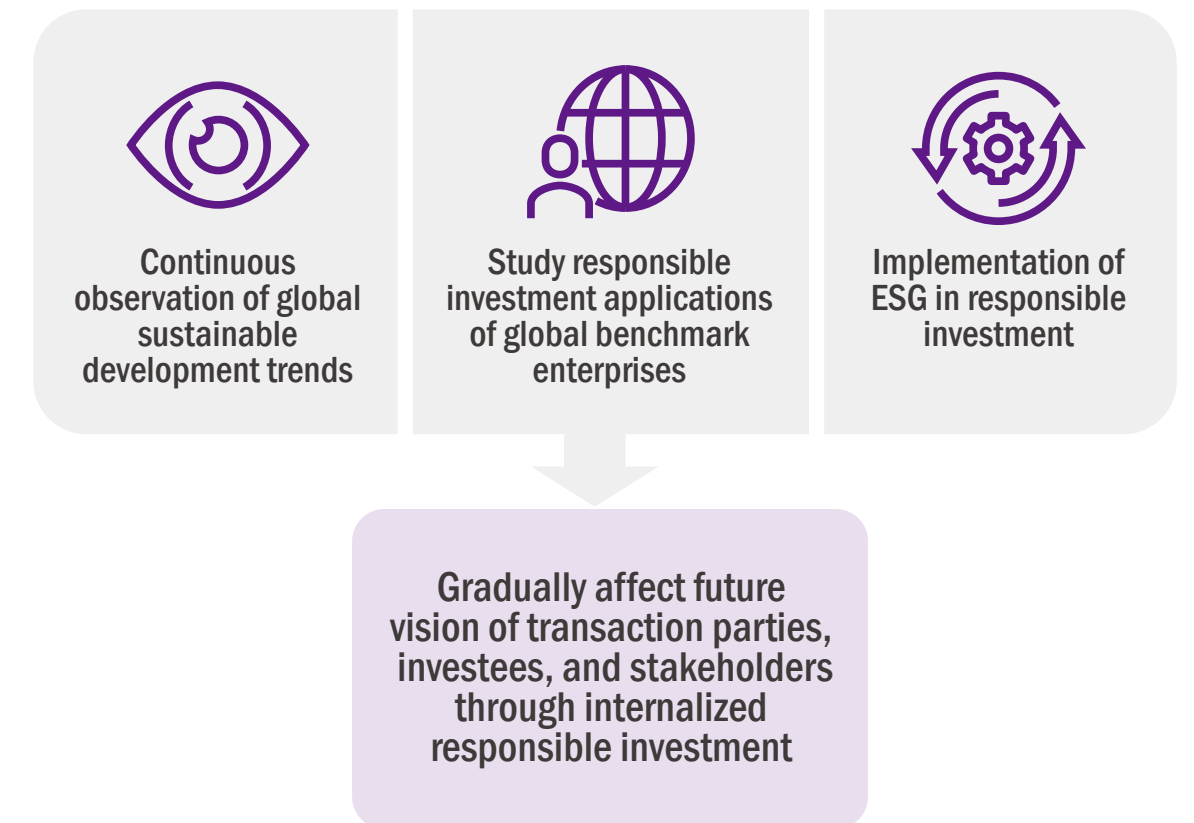 Continuous
observation of global
sustainable
development trends
Study responsible
investment applications
of global benchmark
enterprises
Implementation of
ESG in responsible
investment
Gradually affect future
vision of transaction parties,
investees, and stakeholders
through internalized
responsible investment